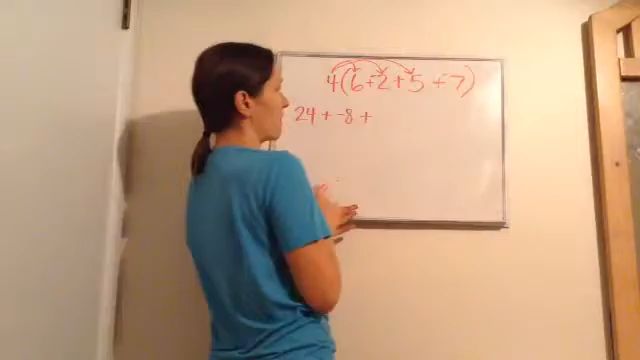 4(6+-2+5+7)
24 + -8 +